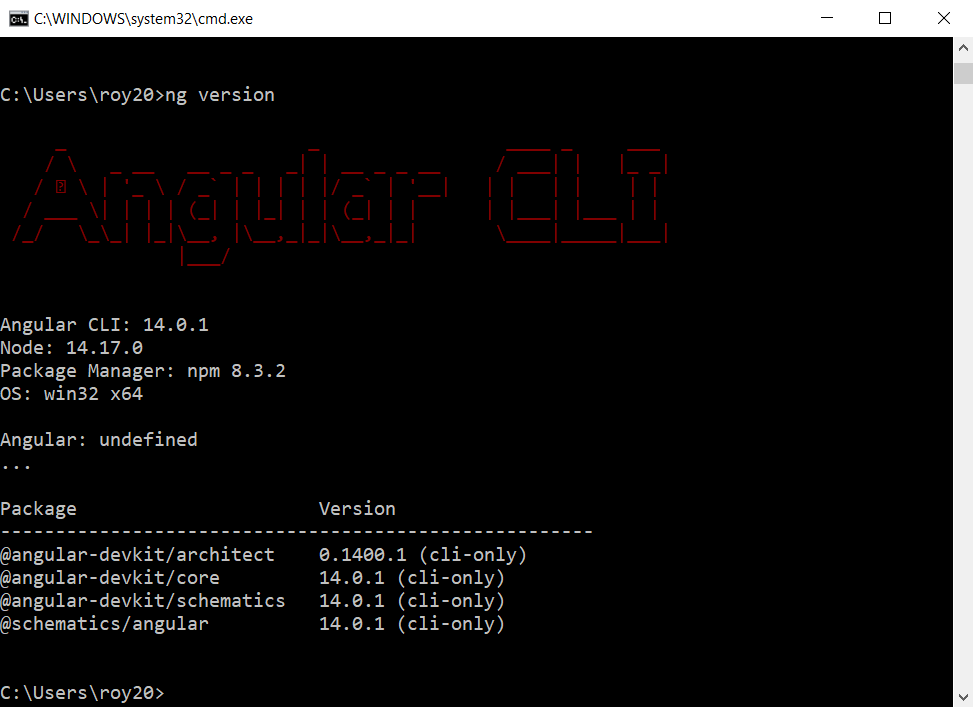 C:\WINDOWS\system32\cmd.exe
C:\Users\roy20>ng version
Angular CLI
Angular CLI: 14.0.1
Node: 14.17.0
Package Manager: npm 8.3.2
OS: win32 x64
Angular: undefined
...
Package                      Version
------------------------------------------------------
@angular-devkit/architect    0.1400.1 (cli-only)
@angular-devkit/core         14.0.1 (cli-only)
@angular-devkit/schematics   14.0.1 (cli-only)
@schematics/angular          14.0.1 (cli-only)
C:\Users\roy20>